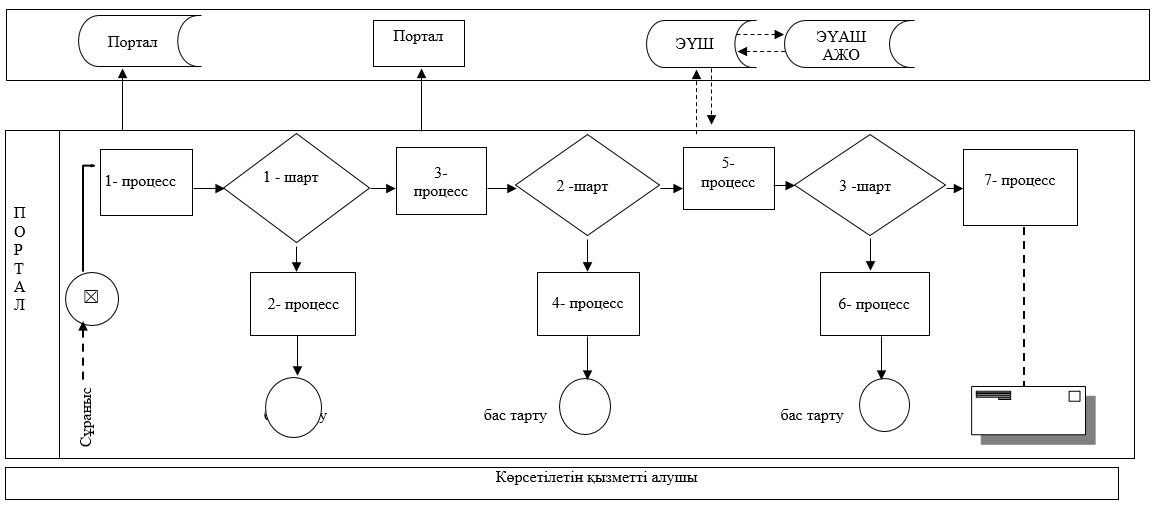 Портал
Портал
ЭҮШ
ЭҮАШ
АЖО
ПОРТАЛ
1- процесс
1 - шарт
3-
процесс
2 -шарт
5-
процесс
3 -шарт
7- процесс
2- процесс
4- процесс
6- процесс
Сұраныс
бас тарту
бас тарту
Көрсетілетін қызметті алушы